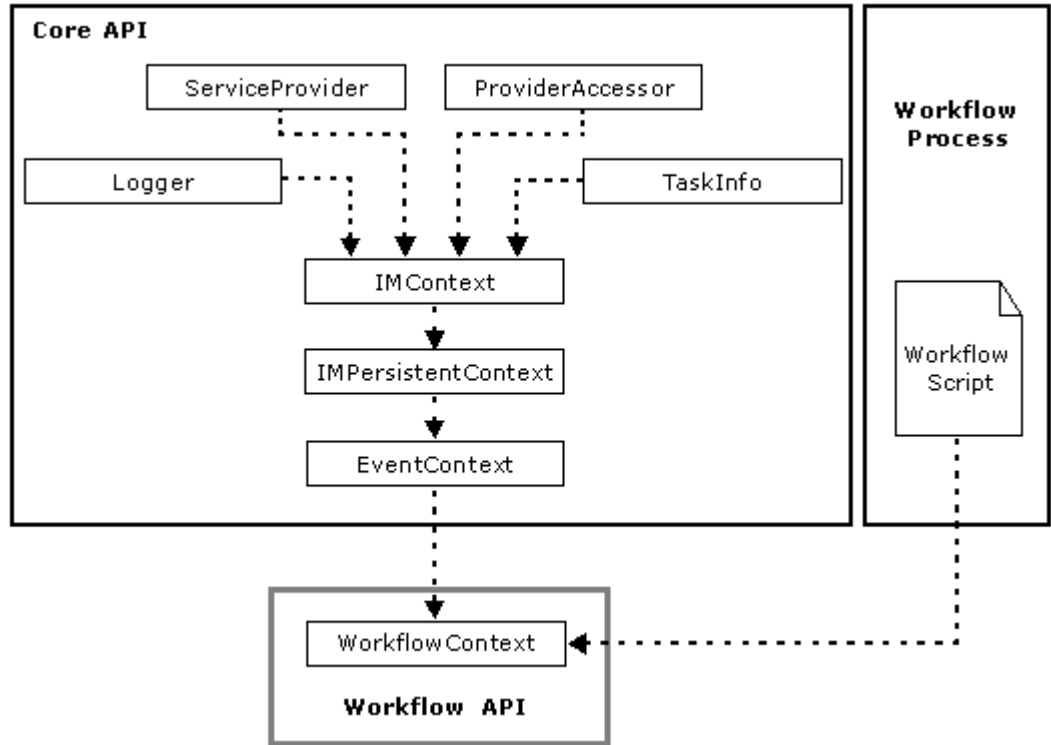 Core API
ServiceProvider
ProviderAccessor
Workflow
Process
Logger
TaskInfo
IMContext
IMPersistentContext
Workflow
Script
EventContext
WorkflowContext
Workflow API